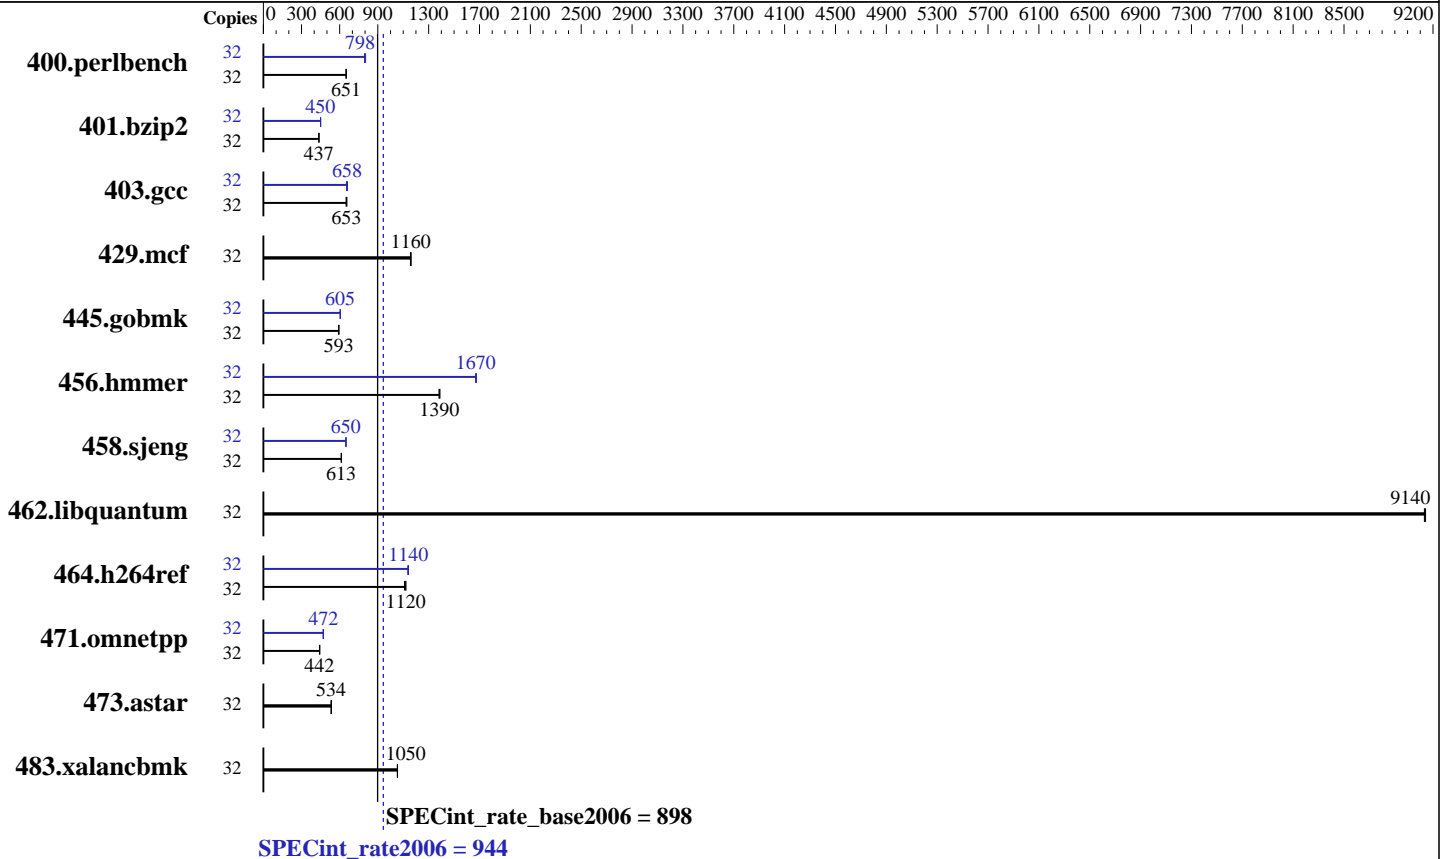 Copies 0 300 600 900 1300 1700 2100 2500 2900 3300 3700 4100 4500 4900 5300 5700 6100 6500 6900 7300 7700 8100 8500 9200
400.perlbench 32 798
32 651
401.bzip2 32 450
32 437
403.gcc 32 658
32 653
429.mcf 32 1160
445.gobmk 32 605
32 593
456.hmmer 32 1670
32 1390
458.sjeng 32 650
32 613
462.libquantum 32 9140
464.h264ref 32 1140
32 1120
471.omnetpp 32 472
32 442
473.astar 32 534
483.xalancbmk 32 1050
SPECint_rate_base2006 = 898
SPECint_rate2006 = 944